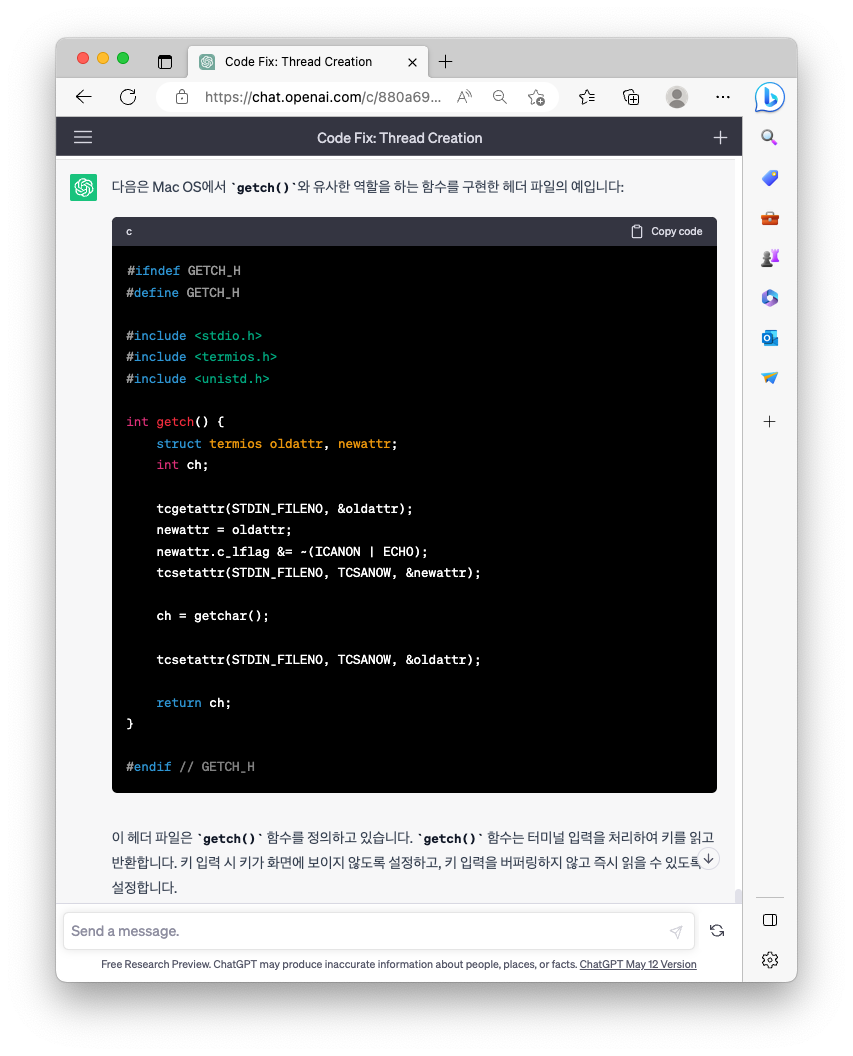 Code Fix: Thread Creation
https://chat.openai.com/c/880a69...
Code Fix: Thread Creation
다음은 Mac OS에서 `getch()`와 유사한 역할을 하는 함수를 구현한 헤더 파일의 예입니다:
c
Copy code
#ifndef GETCH_H
#define GETCH_H
#include <stdio.h>
#include <termios.h>
#include <unistd.h>
int getch() {
    struct termios oldattr, newattr;
    int ch;
    tcgetattr(STDIN_FILENO, &oldattr);
    newattr = oldattr;
    newattr.c_lflag &= ~(ICANON | ECHO);
    tcsetattr(STDIN_FILENO, TCSANOW, &newattr);
    ch = getchar();
    tcsetattr(STDIN_FILENO, TCSANOW, &oldattr);
    return ch;
}
#endif // GETCH_H
이 헤더 파일은 `getch()` 함수를 정의하고 있습니다. `getch()` 함수는 터미널 입력을 처리하여 키를 읽고
반환합니다. 키 입력 시 키가 화면에 보이지 않도록 설정하고, 키 입력을 버퍼링하지 않고 즉시 읽을 수 있도록
설정합니다.
Send a message.
Free Research Preview. ChatGPT may produce inaccurate information about people, places, or facts. ChatGPT May 12 Version